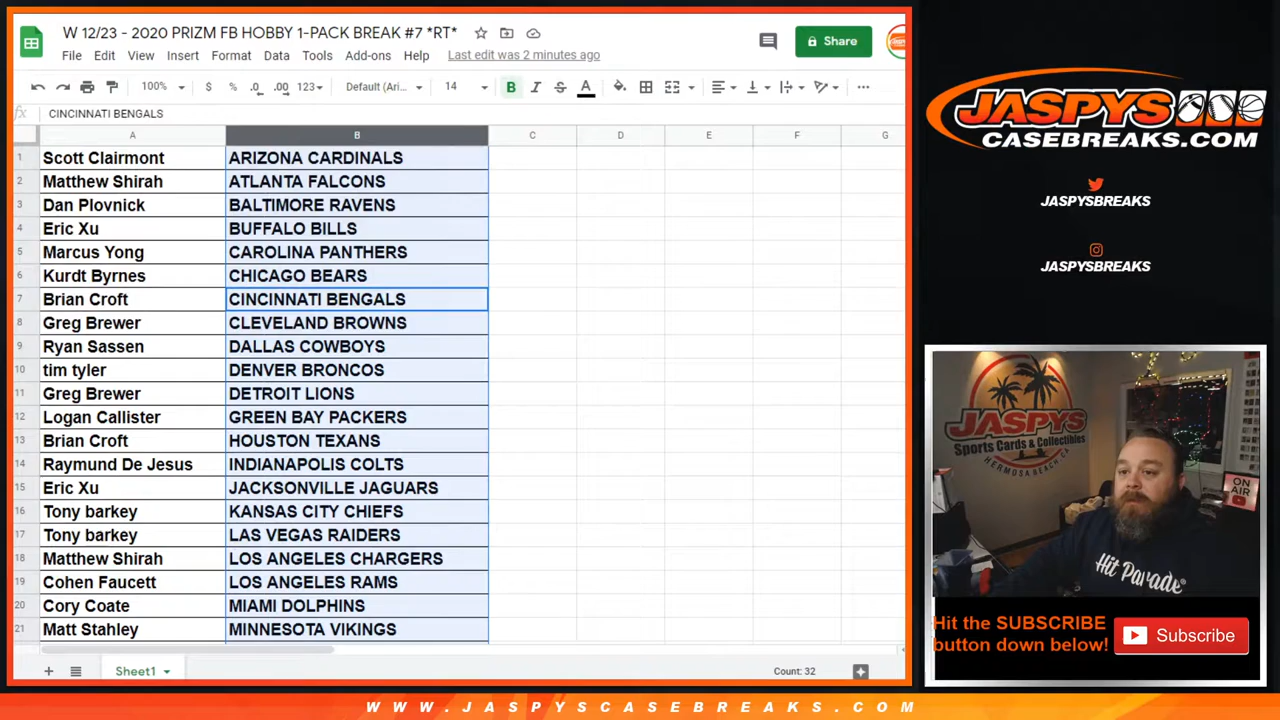 W 12/23 - 2020 PRIZM FB HOBBY 1-PACK BREAK #7 *RT*
File Edit View Insert Format Data Tools Add-ons Help Last edit was 2 minutes ago
Share
100% $ % .0 .00 123 Default (Ari... 14 B I S A
fx CINCINNATI BENGALS
A B C D E F G
1 Scott Clairmont ARIZONA CARDINALS
2 Matthew Shirah ATLANTA FALCONS
3 Dan Plovnick BALTIMORE RAVENS
4 Eric Xu BUFFALO BILLS
5 Marcus Yong CAROLINA PANTHERS
6 Kurdt Byrnes CHICAGO BEARS
7 Brian Croft CINCINNATI BENGALS
8 Greg Brewer CLEVELAND BROWNS
9 Ryan Sassen DALLAS COWBOYS
10 tim tyler DENVER BRONCOS
11 Greg Brewer DETROIT LIONS
12 Logan Callister GREEN BAY PACKERS
13 Brian Croft HOUSTON TEXANS
14 Raymund De Jesus INDIANAPOLIS COLTS
15 Eric Xu JACKSONVILLE JAGUARS
16 Tony barkey KANSAS CITY CHIEFS
17 Tony barkey LAS VEGAS RAIDERS
18 Matthew Shirah LOS ANGELES CHARGERS
19 Cohen Faucett LOS ANGELES RAMS
20 Cory Coate MIAMI DOLPHINS
21 Matt Stahley MINNESOTA VIKINGS
Sheet1
Count: 32
JASPYS
CASEBREAKS.COM
JASPYSBREAKS
JASPYSBREAKS
JASPYS
Sports Cards & Collectibles
HERMOSA BEACH, CA
ON
AIR
Hit Parade®
Hit the SUBSCRIBE
button down below!
Subscribe
WWW.JASPYSCASEBREAKS.COM